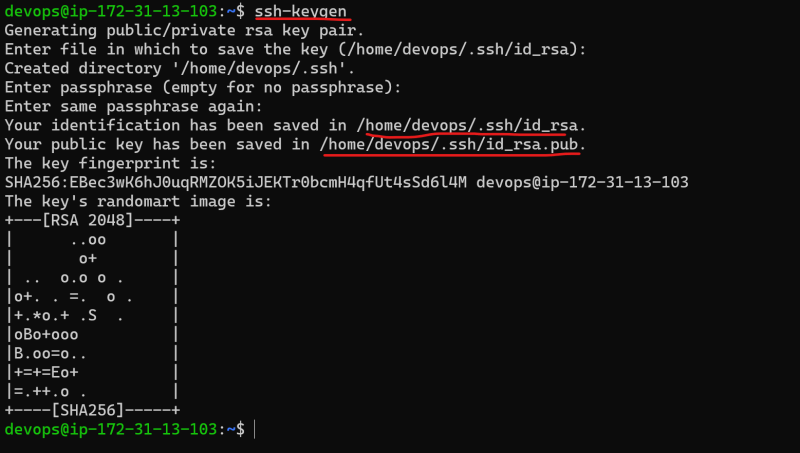 devops@ip-172-31-13-103:~$ ssh-keygen
Generating public/private rsa key pair.
Enter file in which to save the key (/home/devops/.ssh/id_rsa):
Created directory '/home/devops/.ssh'.
Enter passphrase (empty for no passphrase):
Enter same passphrase again:
Your identification has been saved in /home/devops/.ssh/id_rsa.
Your public key has been saved in /home/devops/.ssh/id_rsa.pub.
The key fingerprint is:
SHA256:EBec3wK6hJ0uqRMZOK5iJEKTr0bcmH4qfUt4sSd6l4M devops@ip-172-31-13-103
The key's randomart image is:
+---[RSA 2048]----+
|      ..oo       |
|       o+        |
| ..  o.o o .     |
|o+. . =.  o .    |
|+.*o.+ .S  .     |
|oBo+ooo          |
|B.oo=o..         |
|+=+=Eo+          |
|=.++.o .         |
+----[SHA256]-----+
devops@ip-172-31-13-103:~$